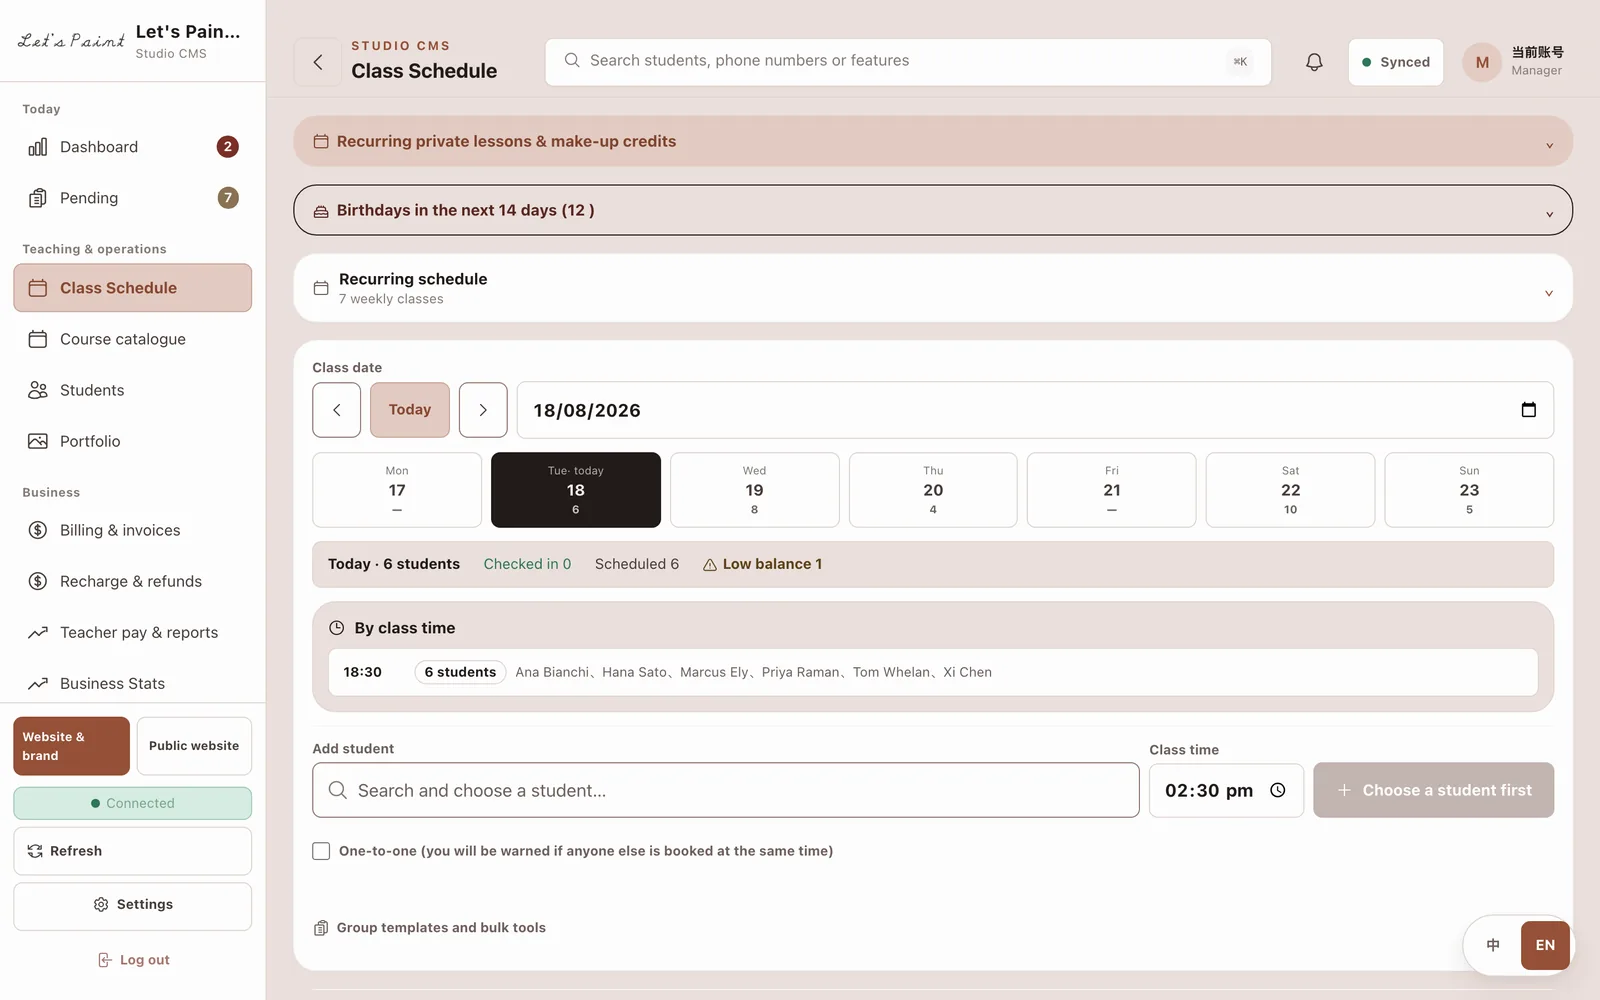 Let's Paint
Let's Pain...
Studio CMS
Today
Dashboard
2
Pending
7
Teaching & operations
Class Schedule
Course catalogue
Students
Portfolio
Business
Billing & invoices
Recharge & refunds
Teacher pay & reports
Business Stats
Website &
brand
Public website
Connected
Refresh
Settings
Log out
STUDIO CMS
Class Schedule
Search students, phone numbers or features
⌘K
Synced
M
当前账号
Manager
Recurring private lessons & make-up credits
Birthdays in the next 14 days (12 )
Recurring schedule
7 weekly classes
Class date
Today
18/08/2026
Mon
17
—
Tue· today
18
6
Wed
19
8
Thu
20
4
Fri
21
—
Sat
22
10
Sun
23
5
Today · 6 students
Checked in 0
Scheduled 6
Low balance 1
By class time
18:30
6 students
Ana Bianchi、Hana Sato、Marcus Ely、Priya Raman、Tom Whelan、Xi Chen
Add student
Search and choose a student...
Class time
02:30 pm
+ Choose a student first
One-to-one (you will be warned if anyone else is booked at the same time)
Group templates and bulk tools
中
EN